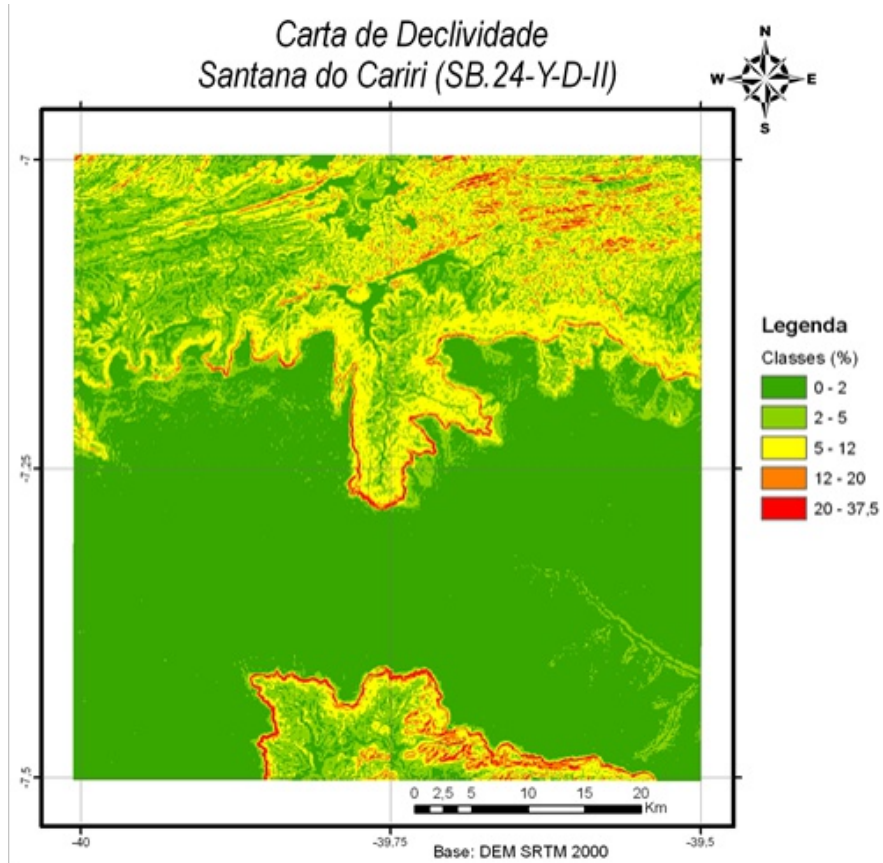 Carta de Declividade
Santana do Cariri (SB.24-Y-D-II)
N
W E
S
-7
-7,25
-7,5
Legenda
Classes (%)
0 - 2
2 - 5
5 - 12
12 - 20
20 - 37,5
0 2,5 5 10 15 20
Km
-40 -39.75 -39.5
Base: DEM SRTM 2000